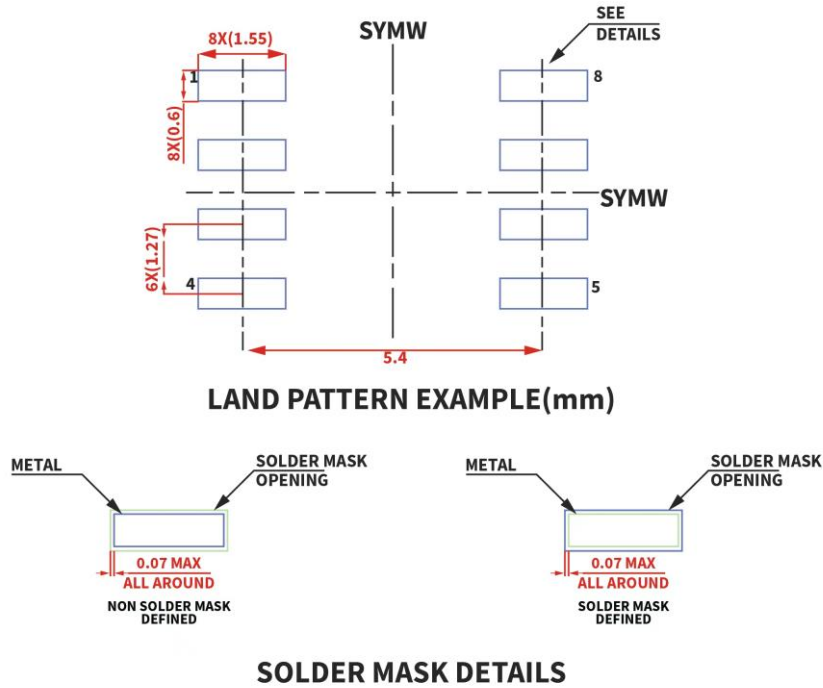 8X(1.55)
SYMW
SEE
DETAILS
1
8
8X(0.6)
SYMW
6X(1.27)
4
5
5.4
LAND PATTERN EXAMPLE(mm)
METAL
SOLDER MASK
OPENING
0.07 MAX
ALL AROUND
NON SOLDER MASK
DEFINED
METAL
SOLDER MASK
OPENING
0.07 MAX
ALL AROUND
SOLDER MASK
DEFINED
SOLDER MASK DETAILS